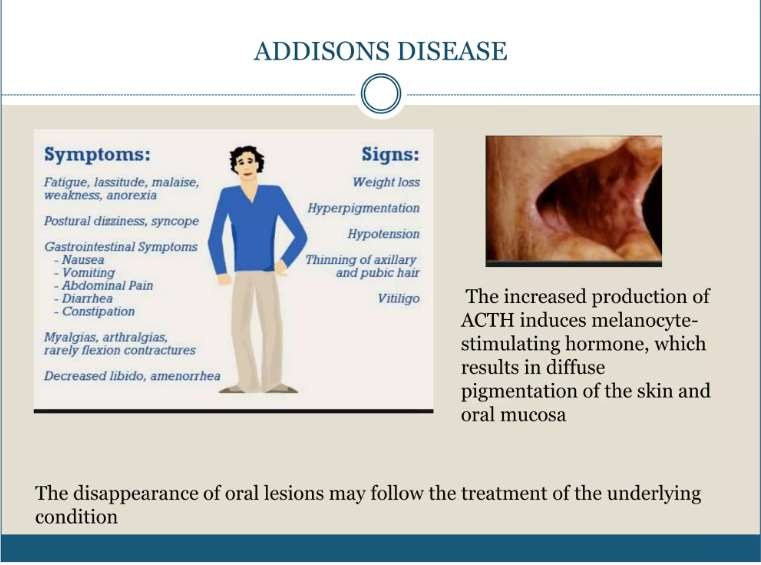 ADDISONS DISEASE
Symptoms:
Fatigue, lassitude, malaise,
weakness, anorexia
Postural dizziness, syncope
Gastrointestinal Symptoms
- Nausea
- Vomiting
- Abdominal Pain
- Diarrhea
- Constipation
Myalgias, arthralgias,
rarely flexion contractures
Decreased libido, amenorrhea
Signs:
Weight loss
Hyperpigmentation
Hypotension
Thinning of axillary
and pubic hair
Vitiligo
The increased production of
ACTH induces melanocyte-
stimulating hormone, which
results in diffuse
pigmentation of the skin and
oral mucosa
The disappearance of oral lesions may follow the treatment of the underlying
condition